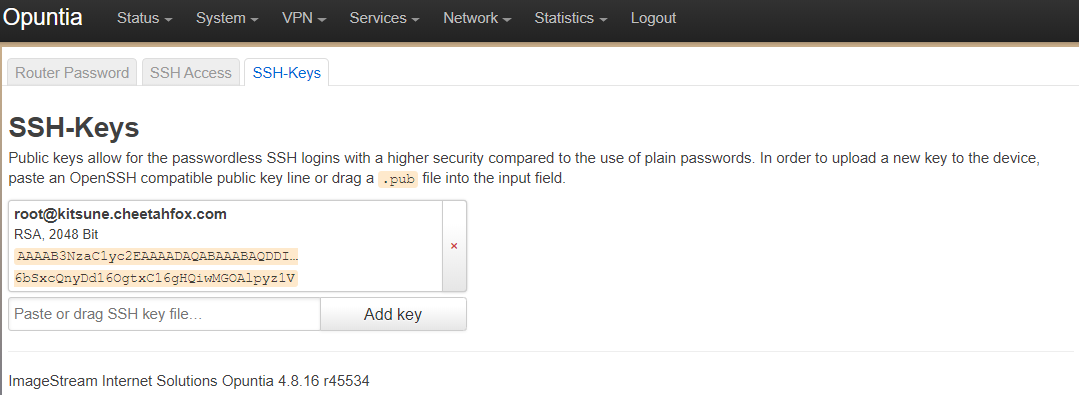 Opuntia Status System VPN Services Network Statistics Logout
Router Password SSH Access SSH-Keys
SSH-Keys
Public keys allow for the passwordless SSH logins with a higher security compared to the use of plain passwords. In order to upload a new key to the device,
paste an OpenSSH compatible public key line or drag a .pub file into the input field.
root@kitsune.cheetahfox.com
RSA, 2048 Bit
AAAAB3NzaC1yc2EAAAADAQABAAABAQDDI…
6bSxcQnyDd16OgtxC16gHQiwMGOAlpyz1V
×
Paste or drag SSH key file…
Add key
ImageStream Internet Solutions Opuntia 4.8.16 r45534